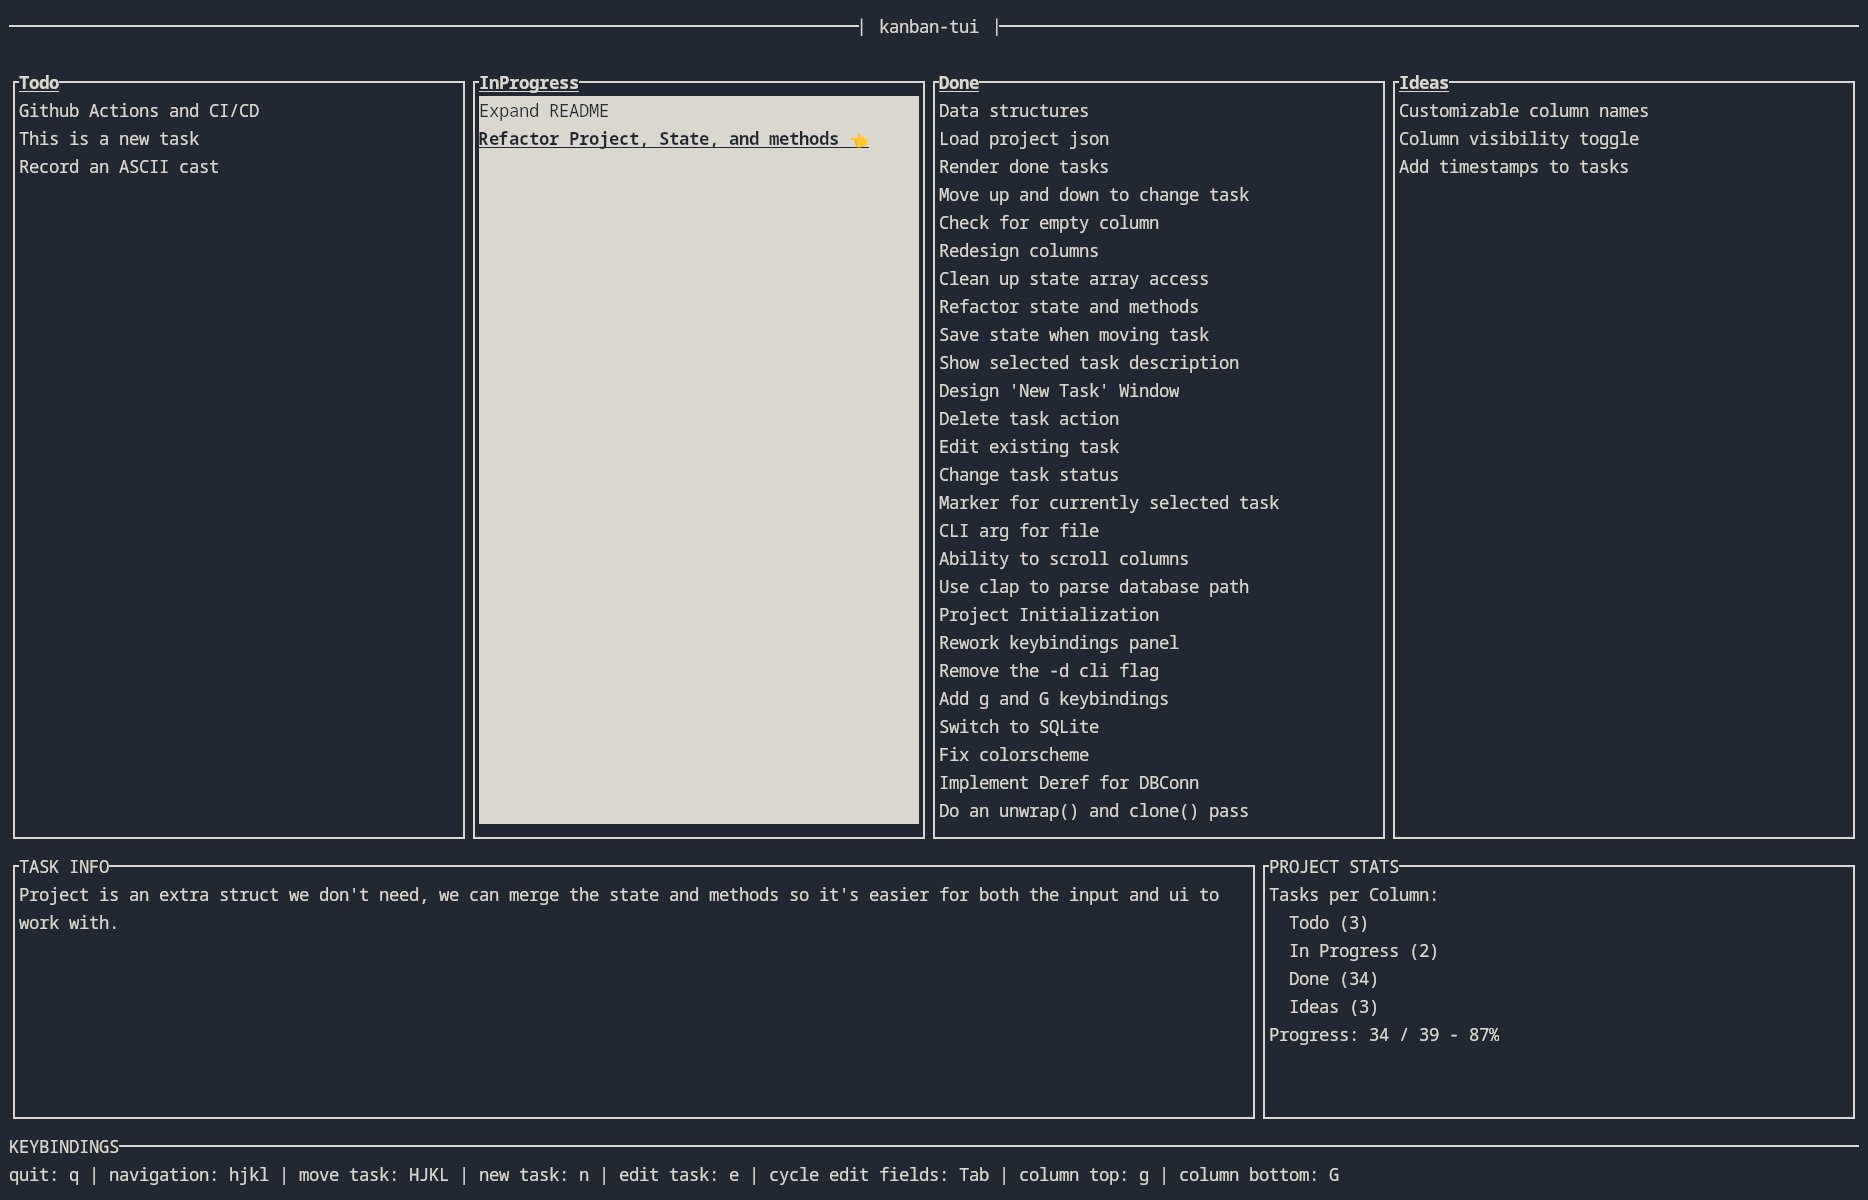 | kanban-tui |
Todo
Github Actions and CI/CD
This is a new task
Record an ASCII cast
InProgress
Expand README
Refactor Project, State, and methods 👈
Done
Data structures
Load project json
Render done tasks
Move up and down to change task
Check for empty column
Redesign columns
Clean up state array access
Refactor state and methods
Save state when moving task
Show selected task description
Design 'New Task' Window
Delete task action
Edit existing task
Change task status
Marker for currently selected task
CLI arg for file
Ability to scroll columns
Use clap to parse database path
Project Initialization
Rework keybindings panel
Remove the -d cli flag
Add g and G keybindings
Switch to SQLite
Fix colorscheme
Implement Deref for DBConn
Do an unwrap() and clone() pass
Ideas
Customizable column names
Column visibility toggle
Add timestamps to tasks
TASK INFO
Project is an extra struct we don't need, we can merge the state and methods so it's easier for both the input and ui to
work with.
PROJECT STATS
Tasks per Column:
Todo (3)
In Progress (2)
Done (34)
Ideas (3)
Progress: 34 / 39 - 87%
KEYBINDINGS
quit: q | navigation: hjkl | move task: HJKL | new task: n | edit task: e | cycle edit fields: Tab | column top: g | column bottom: G